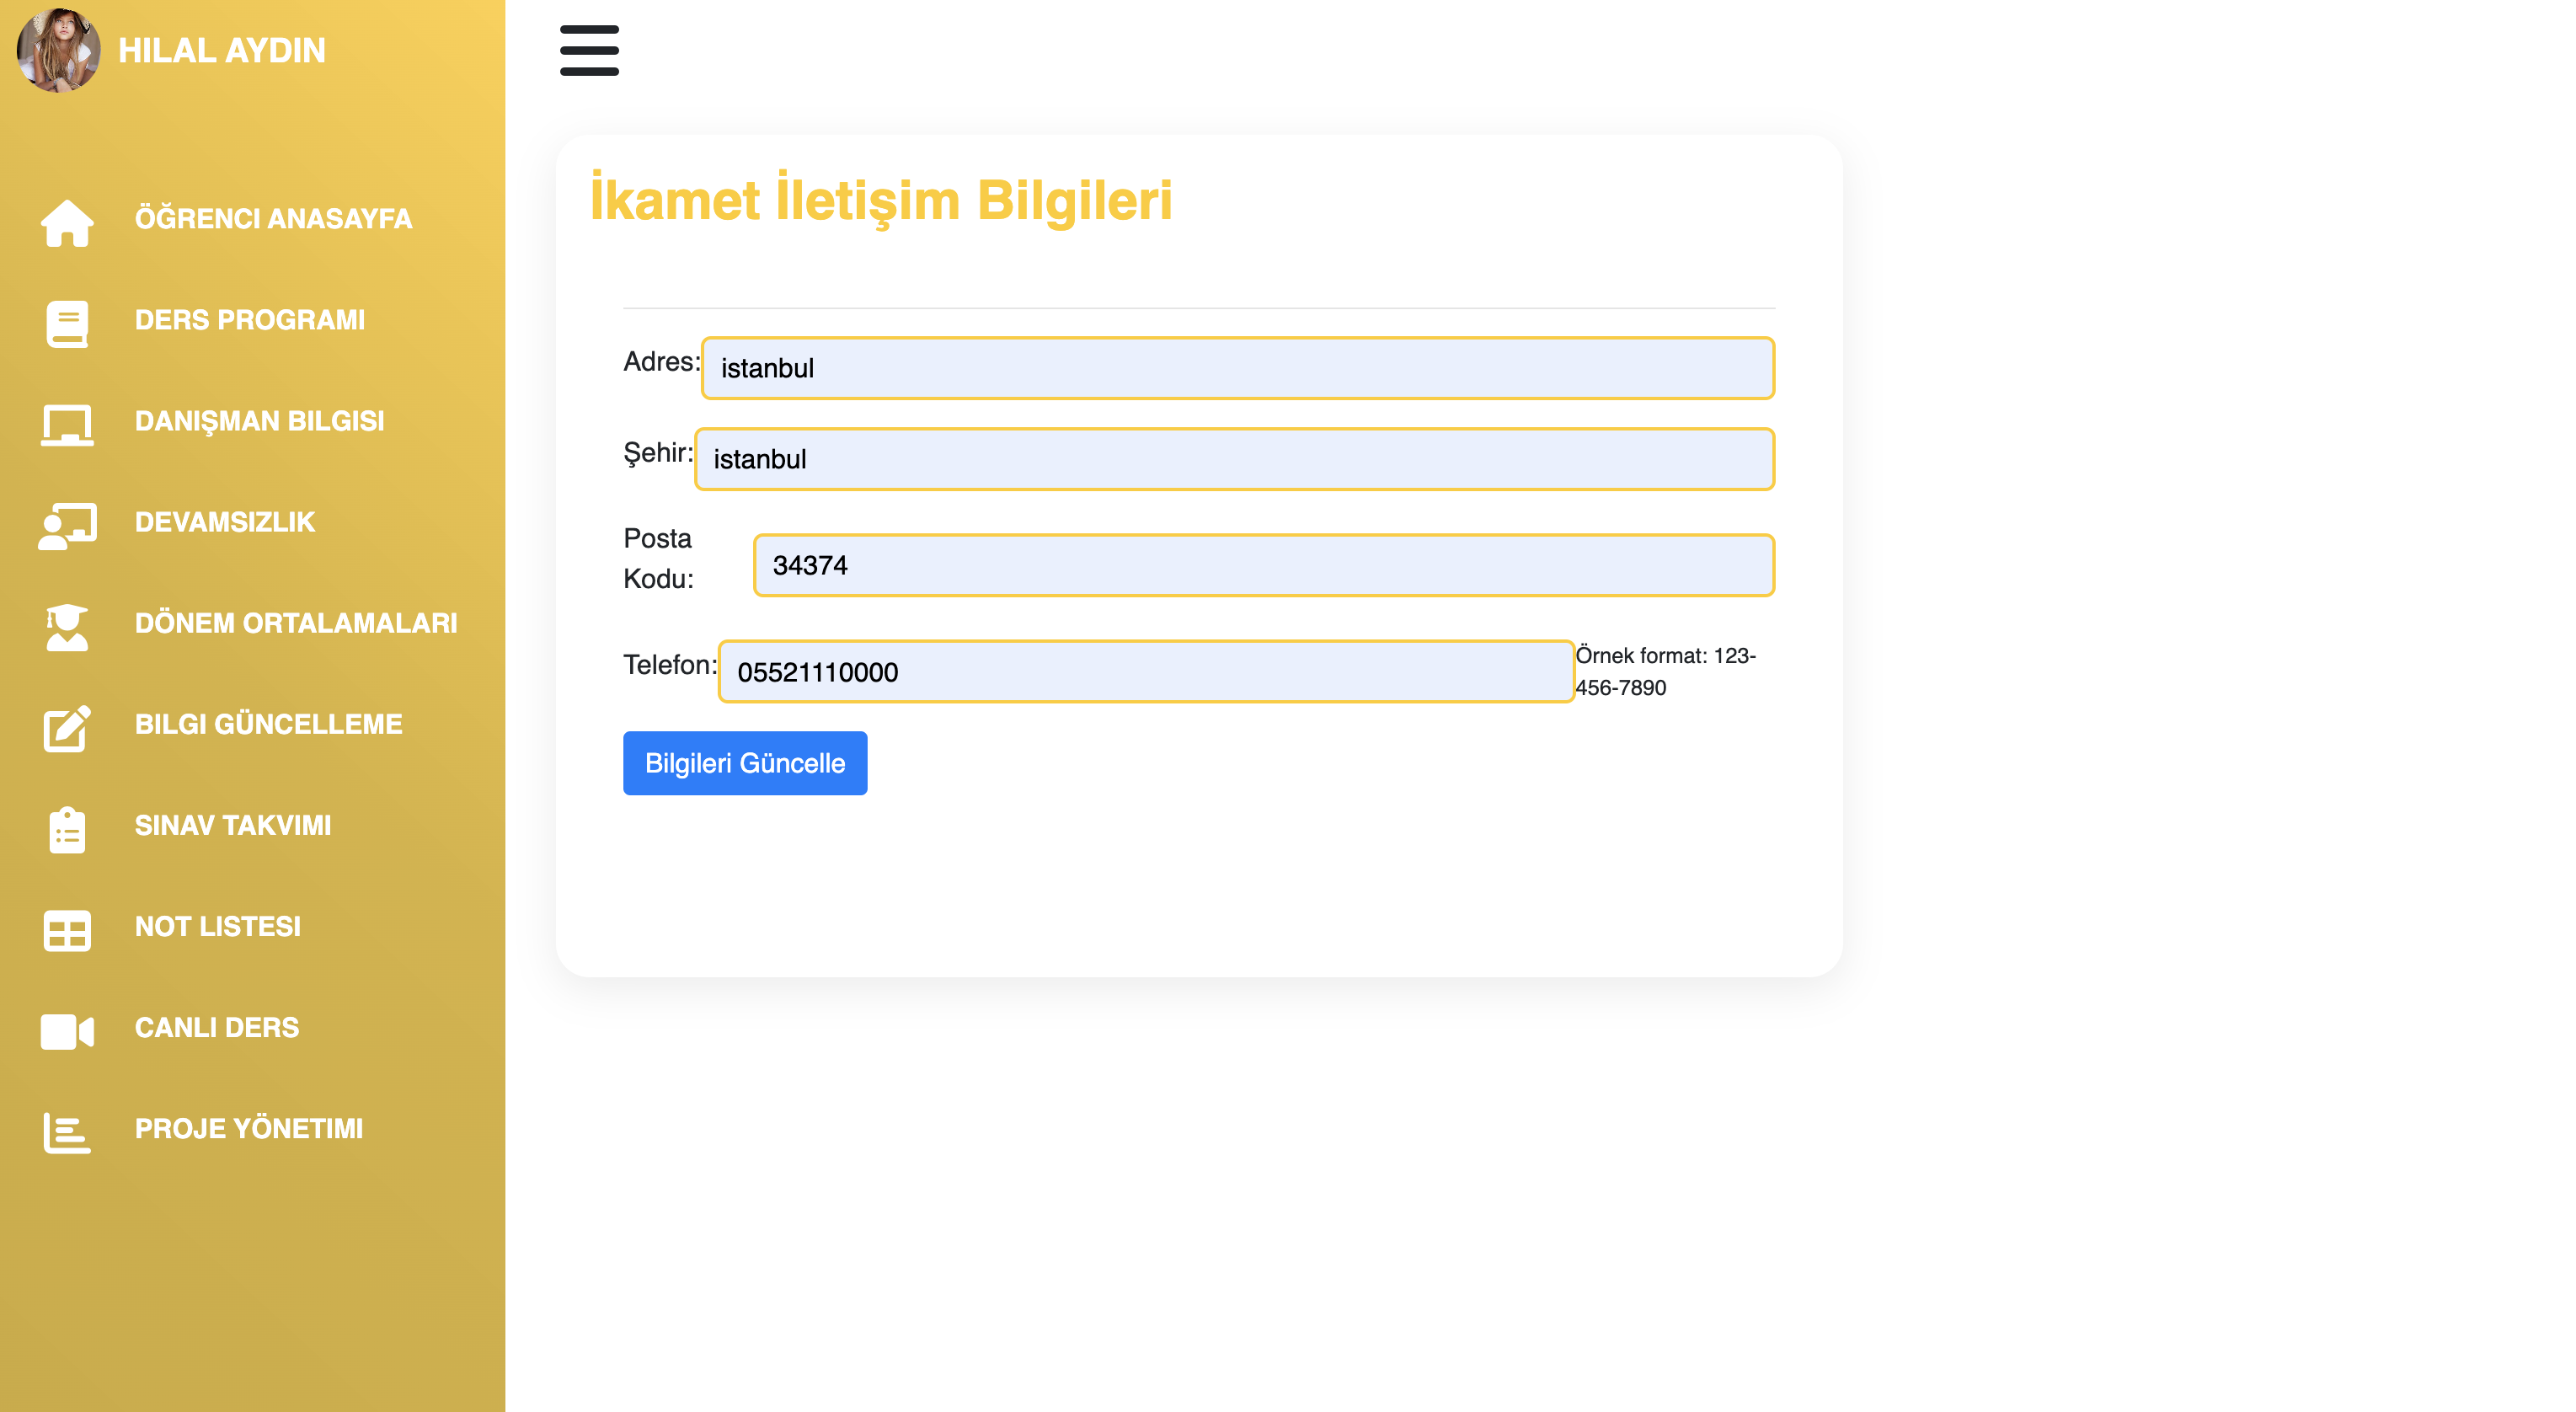 HILAL AYDIN
ÖĞRENCI ANASAYFA
DERS PROGRAMI
DANIŞMAN BILGISI
DEVAMSIZLIK
DÖNEM ORTALAMALARI
BILGI GÜNCELLEME
SINAV TAKVIMI
NOT LISTESI
CANLI DERS
PROJE YÖNETIMI
İkamet İletişim Bilgileri
Adres: istanbul
Şehir: istanbul
Posta
Kodu:
34374
Telefon: 05521110000
Örnek format: 123-
456-7890
Bilgileri Güncelle